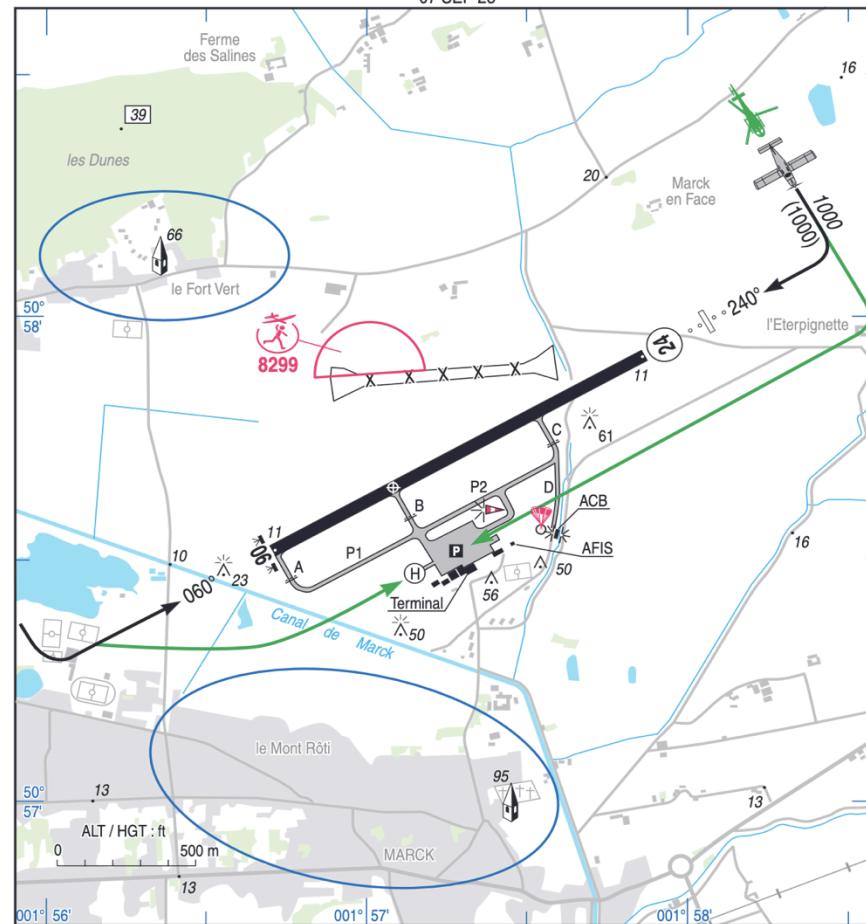 Ferme
des Salines
16
39
les Dunes
20
Marck
en Face
66
1000
(1000)
le Fort Vert
50°
58'
240°
l'Eterpignette
8299
24
X X X X X
11
61
C
P2
D
B
ACB
11
06
P1
P
AFIS
10
A
H
50
16
23
060°
56
Terminal
50
Canal de Marck
le Mont Rôti
95
50°
57'
13
13
ALT / HGT : ft
0 500 m
MARCK
13
001° 56'
001° 57'
001° 58'